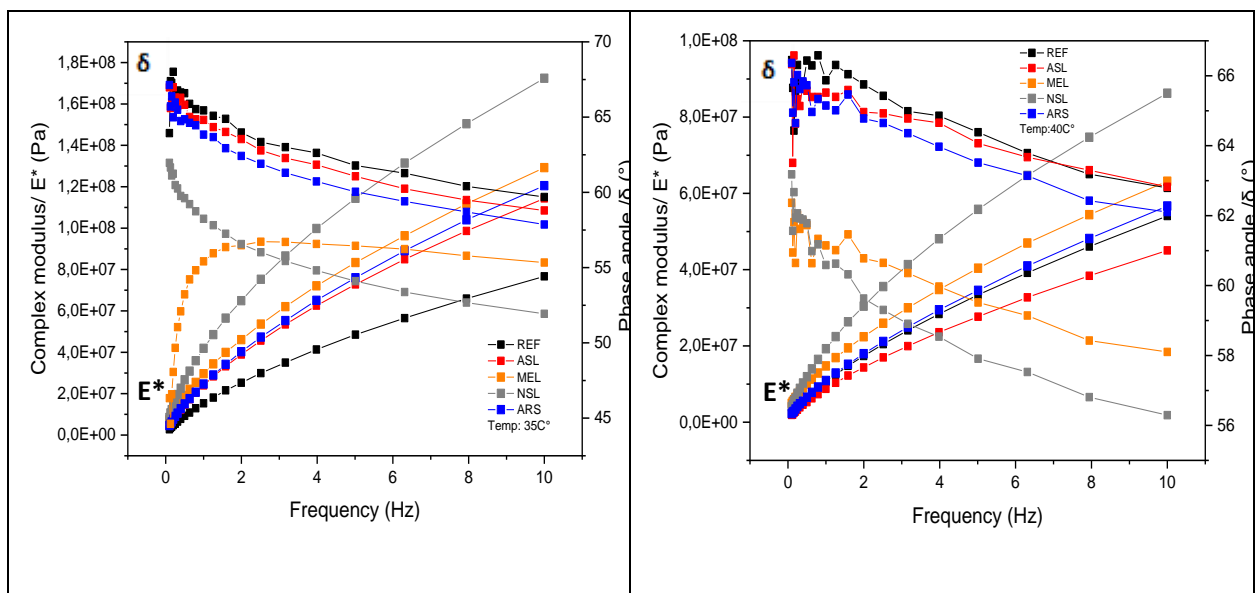 δ
E*
Complex modulus/ E* (Pa)
1,8E+08
1,6E+08
1,4E+08
1,2E+08
1,0E+08
8,0E+07
6,0E+07
4,0E+07
2,0E+07
0,0E+00
70
65
60
55
50
45
Phase angle /δ (°)
REF
ASL
MEL
NSL
ARS
Temp: 35C°
0 2 4 6 8 10
Frequency (Hz)
δ
E*
Complex modulus/ E* (Pa)
1,0E+08
8,0E+07
6,0E+07
4,0E+07
2,0E+07
0,0E+00
66
64
62
60
58
56
Phase angle /δ (°)
REF
ASL
MEL
NSL
ARS
Temp:40C°
0 2 4 6 8 10
Frequency (Hz)